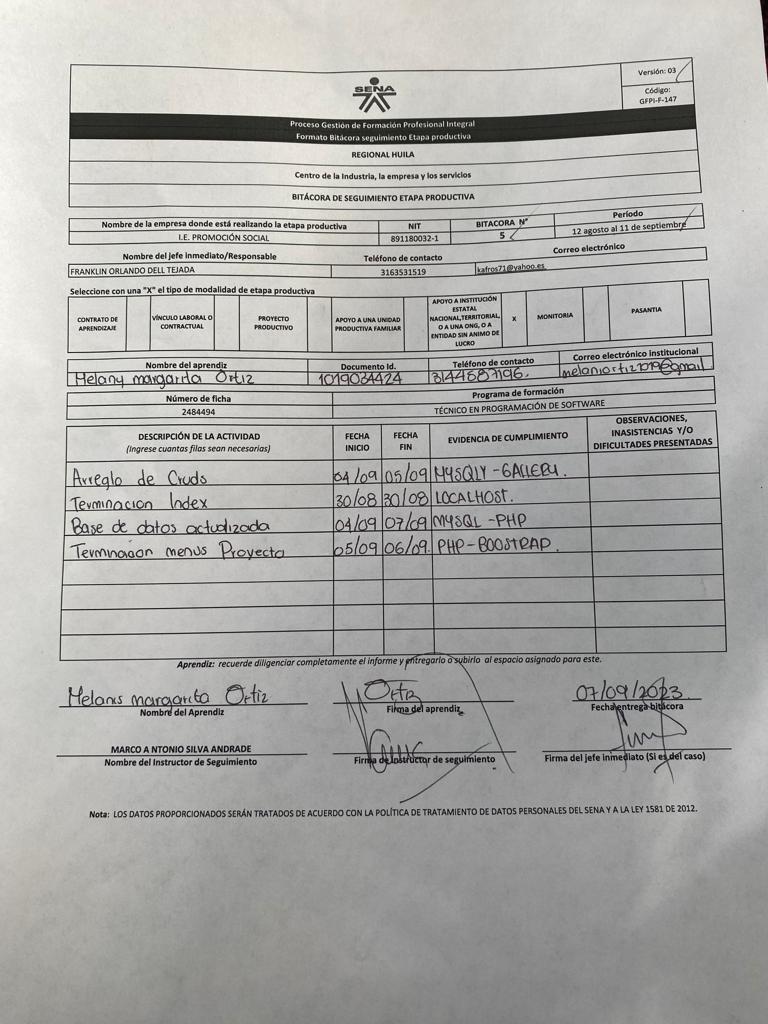 SENA
Versión: 03
Código:
GFPI-F-147
Proceso Gestión de Formación Profesional Integral
Formato Bitácora seguimiento Etapa productiva
REGIONAL HUILA
Centro de la Industria, la empresa y los servicios
BITÁCORA DE SEGUIMIENTO ETAPA PRODUCTIVA
Nombre de la empresa donde está realizando la etapa productiva NIT BITACORA N° Período
I.E. PROMOCIÓN SOCIAL 891180032-1 5 12 agosto al 11 de septiembre
Nombre del jefe inmediato/Responsable Teléfono de contacto Correo electrónico
FRANKLIN ORLANDO DELL TEJADA 3163531519 kafros71@yahoo.es
Seleccione con una "X" el tipo de modalidad de etapa productiva
CONTRATO DE APRENDIZAJE
VÍNCULO LABORAL O CONTRACTUAL
PROYECTO PRODUCTIVO
APOYO A UNA UNIDAD PRODUCTIVA FAMILIAR
APOYO A INSTITUCIÓN ESTATAL NACIONAL,TERRITORIAL, O A UNA ONG, O A ENTIDAD SIN ANIMO DE LUCRO
X
MONITORIA
PASANTIA
Nombre del aprendiz Documento Id. Teléfono de contacto Correo electrónico institucional
Melany margarita Ortiz 1019034424 3144687196. melaniortiz1019@gmail
Número de ficha Programa de formación
2484494 TÉCNICO EN PROGRAMACIÓN DE SOFTWARE
DESCRIPCIÓN DE LA ACTIVIDAD
(Ingrese cuantas filas sean necesarias)
FECHA INICIO
FECHA FIN
EVIDENCIA DE CUMPLIMIENTO
OBSERVACIONES, INASISTENCIAS Y/O DIFICULTADES PRESENTADAS
Arreglo de Cruds 04/09 05/09 MYSQLY -
Terminacion Index 30/08 30/08 LOCALHOST.
Base de datos actualizada 04/09 07/09 MYSQL -PHP
Terminacion menus Proyecto 05/09 06/09. PHP-BOOSTRAP.
Aprendiz: recuerde diligenciar completamente el informe y entregarlo o subirlo al espacio asignado para este.
Melanis margarita Ortiz Ortiz 07/09/2023.
Nombre del Aprendiz Firma del aprendiz Fecha entrega bitácora
MARCO A NTONIO SILVA ANDRADE
Nombre del Instructor de Seguimiento Firma de instructor de seguimiento Firma del jefe inmediato (Si es del caso)
Nota: LOS DATOS PROPORCIONADOS SERÁN TRATADOS DE ACUERDO CON LA POLÍTICA DE TRATAMIENTO DE DATOS PERSONALES DEL SENA Y A LA LEY 1581 DE 2012.